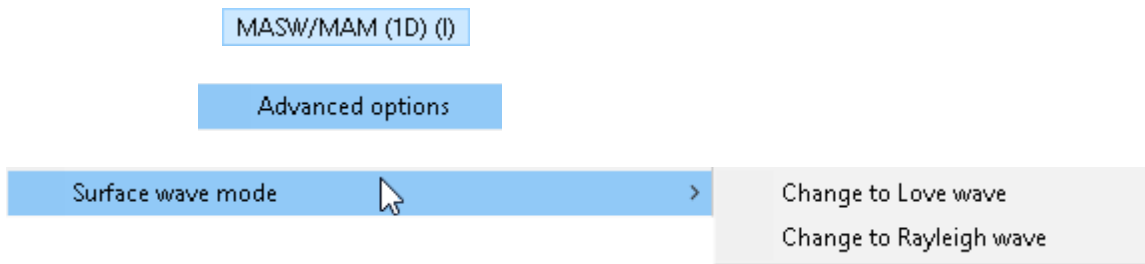 MASW/MAM (1D) (I)
Advanced options
Surface wave mode
Change to Love wave
Change to Rayleigh wave